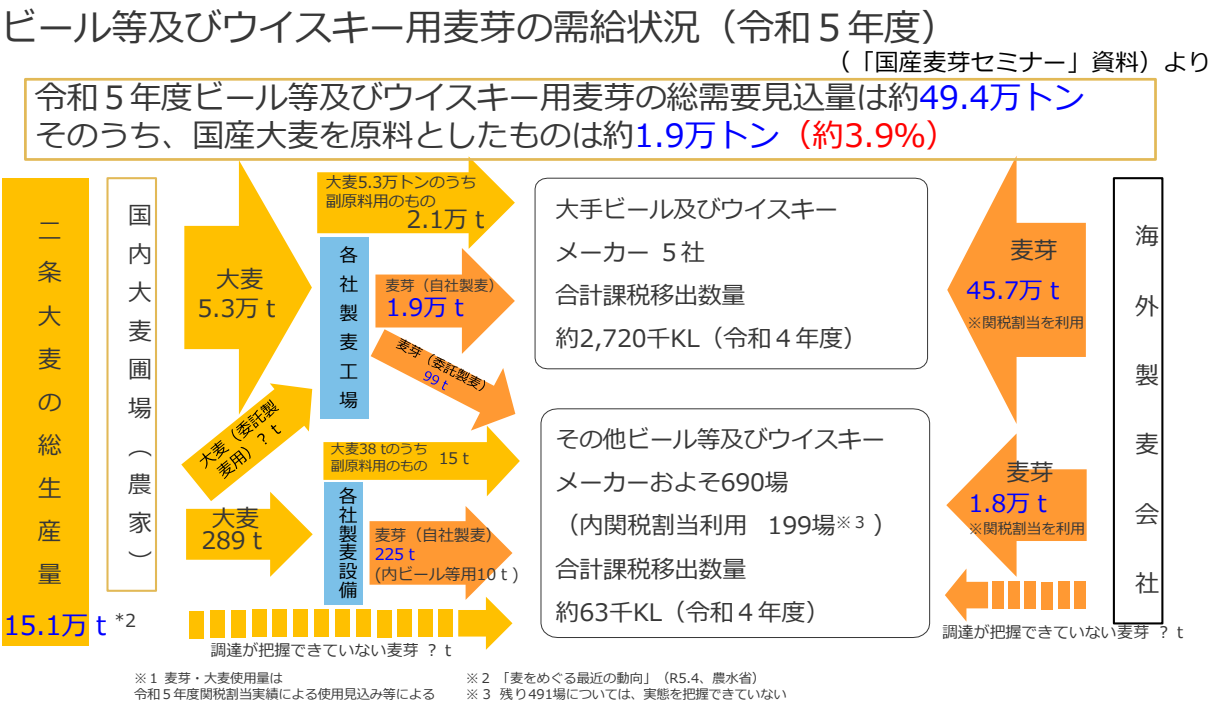 ビール等及びウイスキー用麦芽の需給状況（令和５年度）
（「国産麦芽セミナー」資料）より
令和５年度ビール等及びウイスキー用麦芽の総需要見込量は約49.4万トン
そのうち、国産大麦を原料としたものは約1.9万トン（約3.9%）
二条大麦の総生産量
15.1万ｔ*2
国内大麦圃場（農家）
大麦
5.3万ｔ
大麦（委託製
麦用）？ｔ
大麦
289ｔ
大麦5.3万トンのうち
副原料用のもの
2.1万ｔ
各社製麦工場
麦芽（自社製麦）
1.9万ｔ
麦芽（委託製麦）
99ｔ
大麦38ｔのうち
副原料用のもの 15ｔ
各社製麦設備
麦芽（自社製麦）
225ｔ
(内ビール等用10ｔ)
調達が把握できていない麦芽 ？ｔ
大手ビール及びウイスキー
メーカー ５社
合計課税移出数量
約2,720千KL（令和４年度）
その他ビール等及びウイスキー
メーカーおよそ690場
（内関税割当利用 199場※３）
合計課税移出数量
約63千KL（令和４年度）
麦芽
45.7万ｔ
※関税割当を利用
麦芽
1.8万ｔ
※関税割当を利用
調達が把握できていない麦芽 ？ｔ
海外製麦会社
※１ 麦芽・大麦使用量は
令和５年度関税割当実績による使用見込み等による
※２ 「麦をめぐる最近の動向」（R5.4、農水省）
※３ 残り491場については、実態を把握できていない